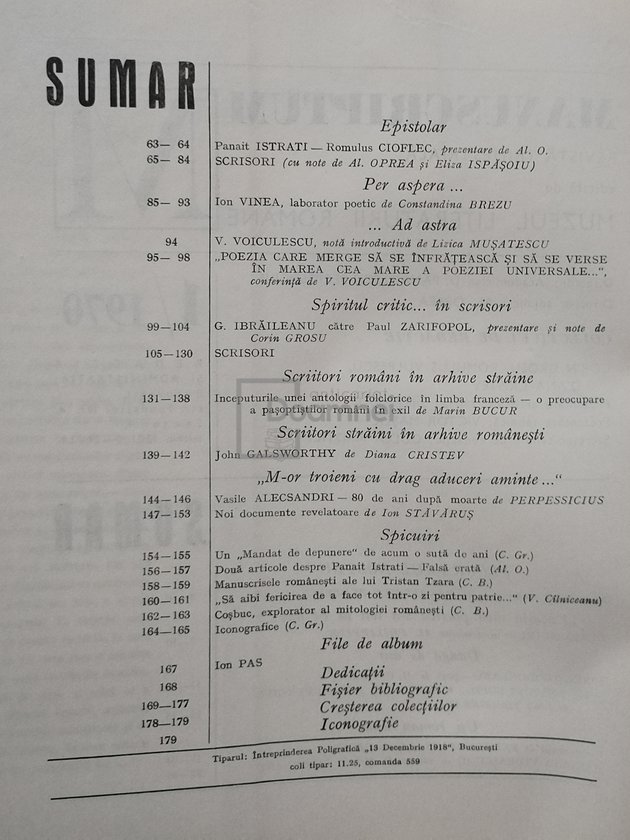 SUMAR
Epistolar
63— 64 Panait ISTRATI — Romulus CIOFLEC, prezentare de Al. O.
65— 84 SCRISORI (cu note de Al. OPREA și Eliza ISPĂȘOIU)
Per aspera ...
85— 93 Ion VINEA, laborator poetic de Constandina BREZU
... Ad astra
94 V. VOICULESCU, notă introductivă de Lizica MUȘATESCU
95— 98 „POEZIA CARE MERGE SĂ SE ÎNFRĂȚEASCĂ ȘI SĂ SE VERSE
ÎN MAREA CEA MARE A POEZIEI UNIVERSALE...“,
conferință de V. VOICULESCU
Spiritul critic... în scrisori
99—104 G. IBRĂILEANU către Paul ZARIFOPOL, prezentare și note de
Corin GROSU
105—130 SCRISORI
Scriitori români în arhive străine
131—138 Inceputurile unei antologii folclorice în limba franceză — o preocupare
a pașoptiștilor români în exil de Marin BUCUR
Scriitori străini în arhive românești
139—142 John GALSWORTHY de Diana CRISTEV
„M-or troieni cu drag aduceri aminte ...“
144—146 Vasile ALECSANDRI — 80 de ani după moarte de PERPESSICIUS
147—153 Noi documente revelatoare de Ion STĂVĂRUȘ
Spicuiri
154—155 Un „Mandat de depunere“ de acum o sută de ani (C. Gr.)
156—157 Două articole despre Panait Istrati — Falsă erată (Al. O.)
158—159 Manuscrisele românești ale lui Tristan Tzara (C. B.)
160—161 „Să aibi fericirea de a face tot într-o zi pentru patrie...“ (V. Cîlniceanu)
162—163 Coșbuc, explorator al mitologiei românești (C. B.)
164—165 Iconografice (C. Gr.)
File de album
167 Ion PAS
Dedicații
168
Fișier bibliografic
169—177
Creșterea colecțiilor
178—179
Iconografie
179
Tiparul: Întreprinderea Poligrafică „13 Decembrie 1918“, București
coli tipar: 11.25, comanda 559